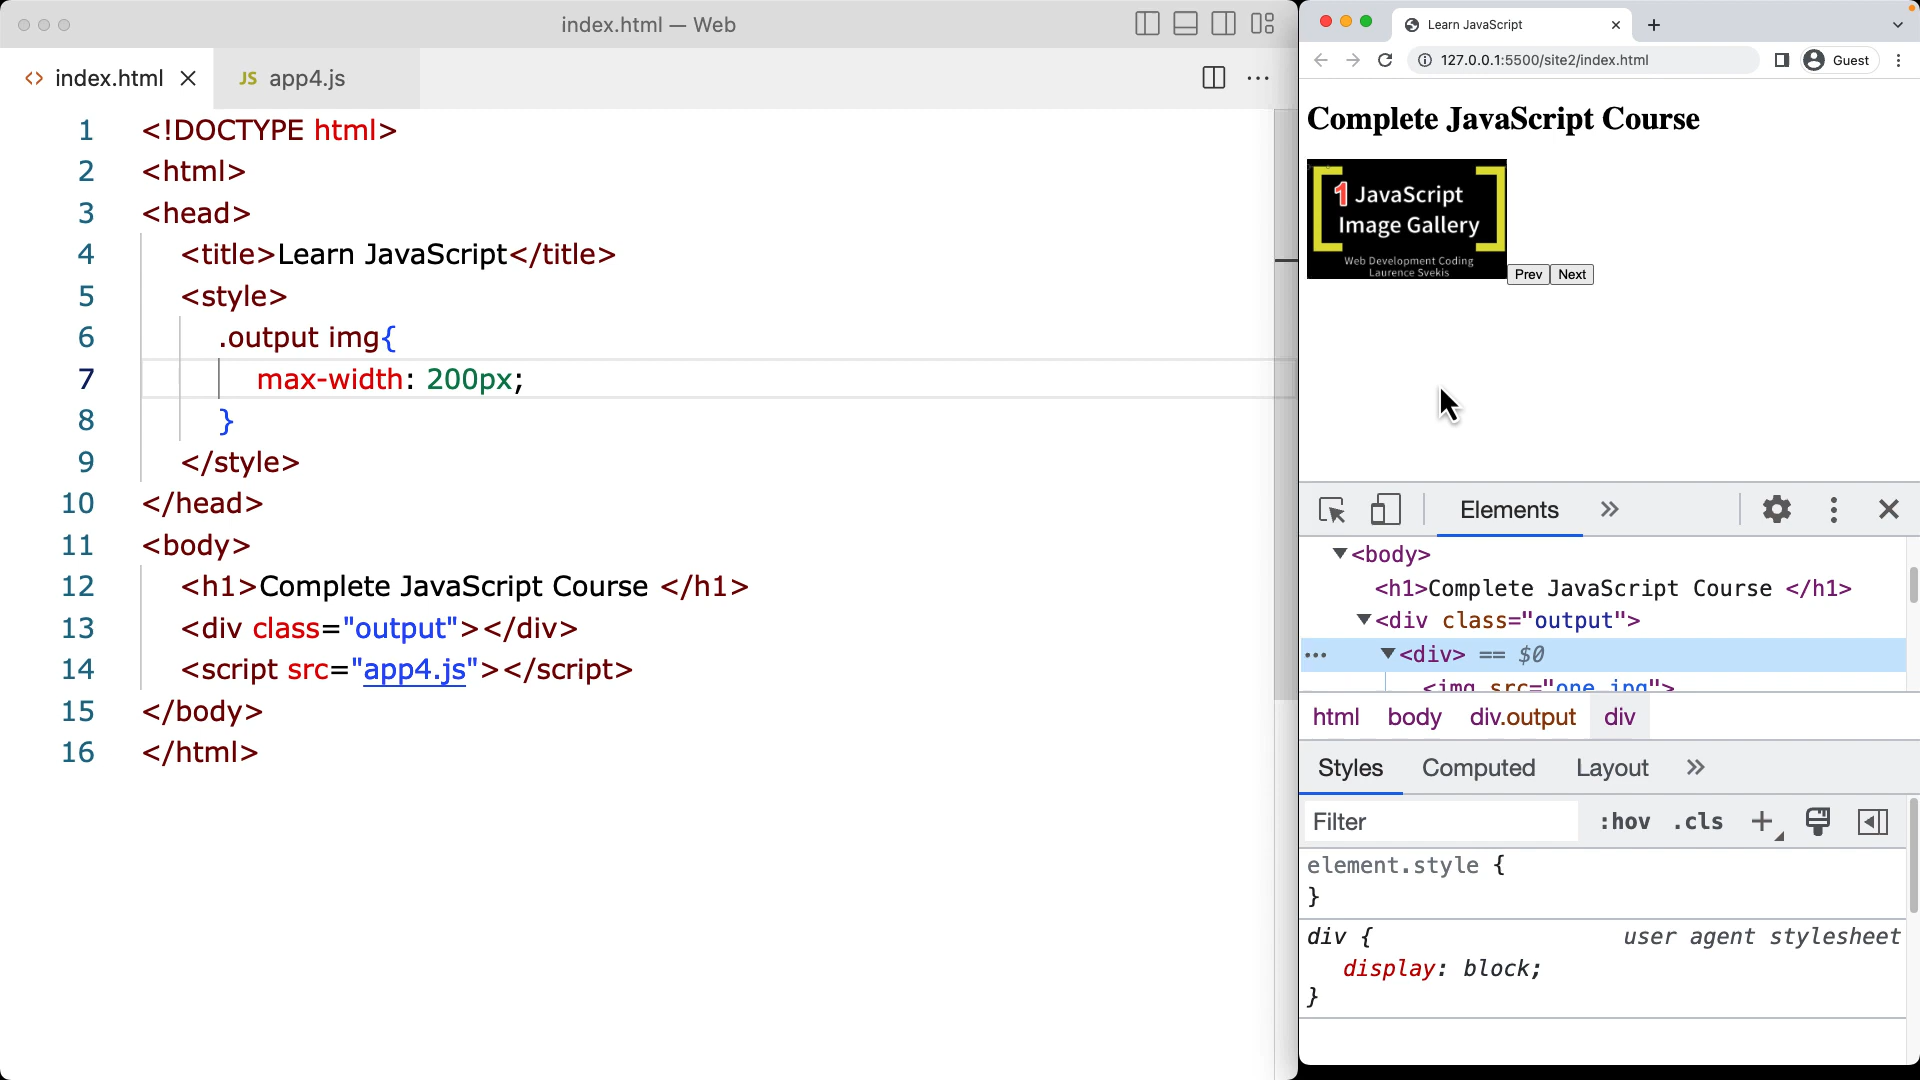 index.html — Web
<> index.html
JS app4.js
1 <!DOCTYPE html>
2 <html>
3 <head>
4 <title>Learn JavaScript</title>
5 <style>
6 .output img{
7 max-width: 200px;
8 }
9 </style>
10 </head>
11 <body>
12 <h1>Complete JavaScript Course </h1>
13 <div class="output"></div>
14 <script src="app4.js"></script>
15 </body>
16 </html>
Learn JavaScript
127.0.0.1:5500/site2/index.html
Guest
Complete JavaScript Course
1 JavaScript
Image Gallery
Web Development Coding
Laurence Svekis
Prev Next
Elements
<body>
<h1>Complete JavaScript Course </h1>
<div class="output">
<div> == $0
<img src="one.jpg">
html body div.output div
Styles Computed Layout
Filter :hov .cls
element.style {
}
div { user agent stylesheet
display: block;
}